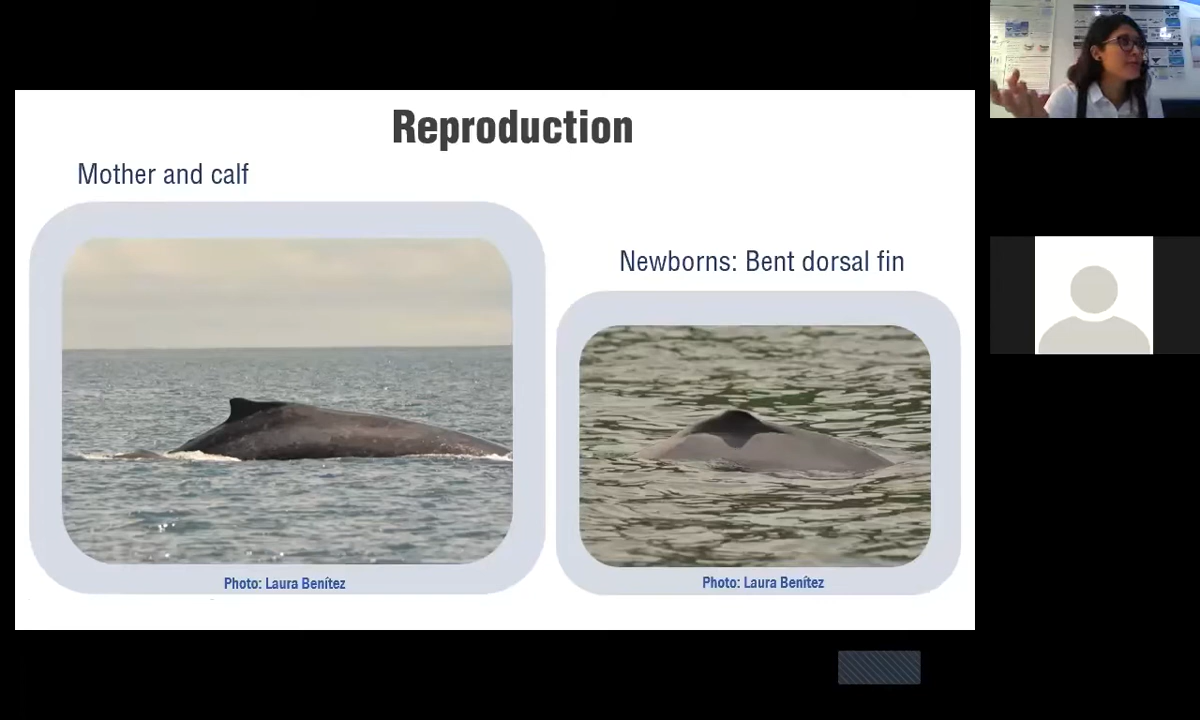 Reproduction
Mother and calf
Newborns: Bent dorsal fin
Photo: Laura Benítez
Photo: Laura Benítez